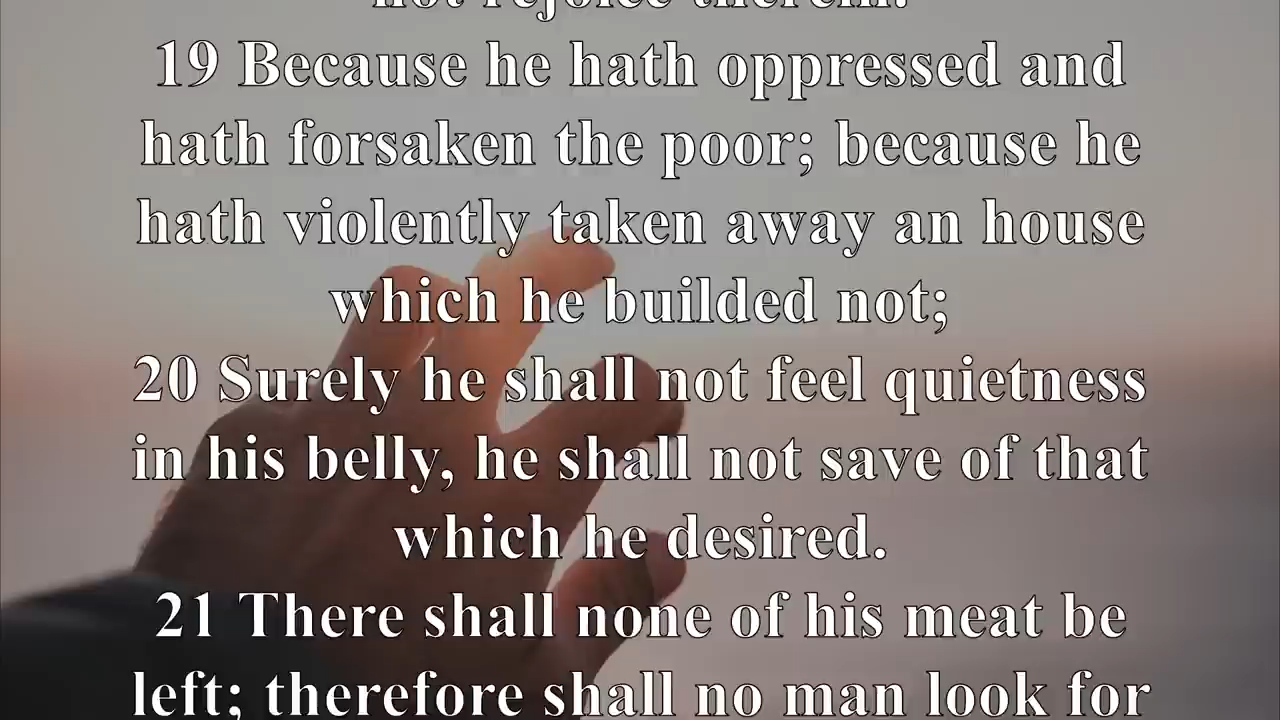 not rejoice therein.
19 Because he hath oppressed and
hath forsaken the poor; because he
hath violently taken away an house
which he builded not;
20 Surely he shall not feel quietness
in his belly, he shall not save of that
which he desired.
21 There shall none of his meat be
left; therefore shall no man look for